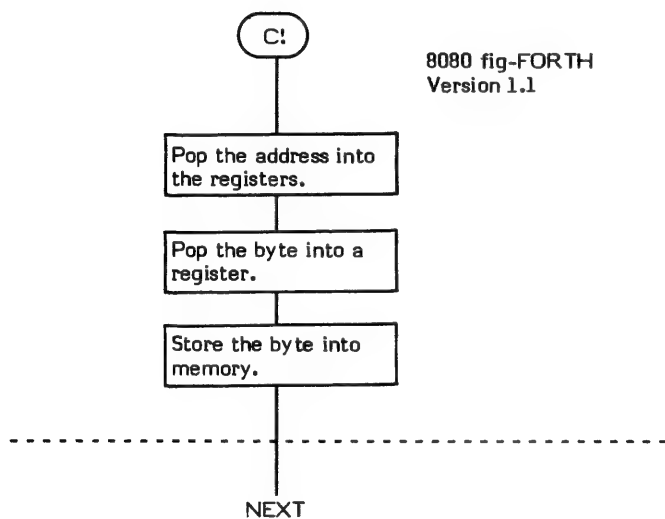 C!
8080 fig-FORTH
Version 1.1
Pop the address into
the registers.
Pop the byte into a
register.
Store the byte into
memory.
NEXT